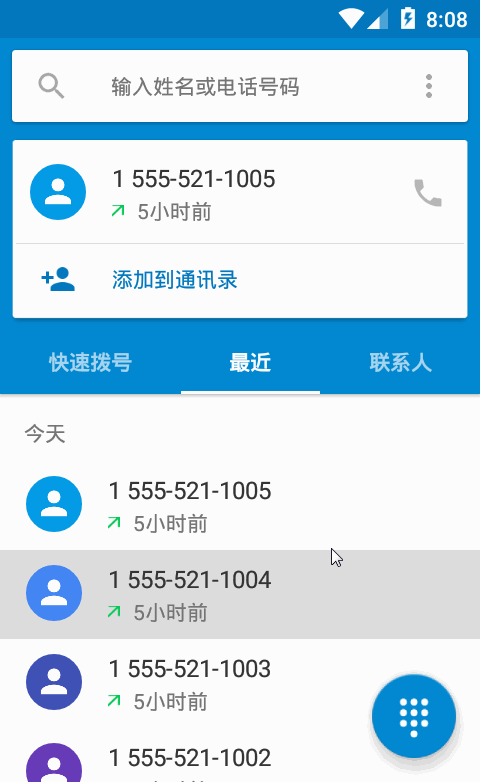 8:08
输入姓名或电话号码
1 555-521-1005
5小时前
添加到通讯录
快速拨号 最近 联系人
今天
1 555-521-1005
5小时前
1 555-521-1004
5小时前
1 555-521-1003
5小时前
1 555-521-1002